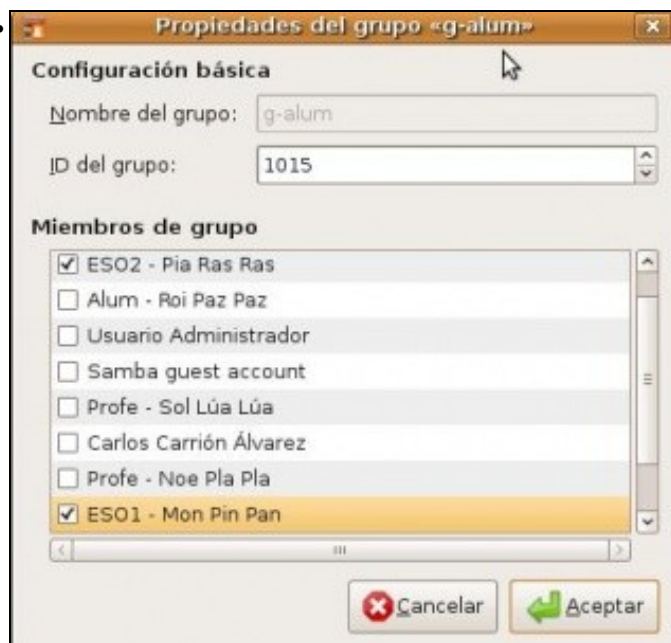 Propiedades del grupo «g-alum»
Configuración básica
Nombre del grupo: g-alum
ID del grupo: 1015
Miembros de grupo
ESO2 - Pia Ras Ras
Alum - Roi Paz Paz
Usuario Administrador
Samba guest account
Profe - Sol Lúa Lúa
Carlos Carrión Álvarez
Profe - Noe Pla Pla
ESO1 - Mon Pin Pan
Cancelar Aceptar